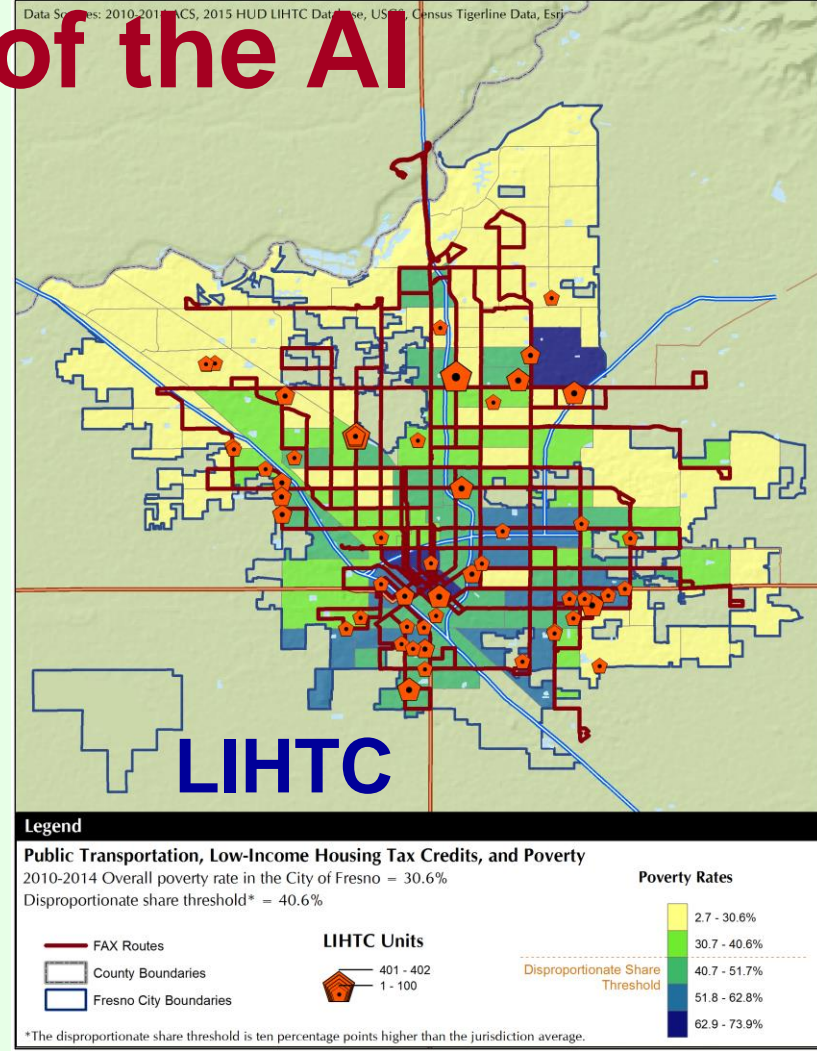 Data Sources: 2010-2014 ACS, 2015 HUD LIHTC Database, USGS, Census Tigerline Data, Esri
of the AI
LIHTC
Legend
Public Transportation, Low-Income Housing Tax Credits, and Poverty
2010-2014 Overall poverty rate in the City of Fresno = 30.6%
Disproportionate share threshold* = 40.6%
FAX Routes
County Boundaries
Fresno City Boundaries
LIHTC Units
401 - 402
1 - 100
Poverty Rates
2.7 - 30.6%
30.7 - 40.6%
Disproportionate Share
Threshold
40.7 - 51.7%
51.8 - 62.8%
62.9 - 73.9%
*The disproportionate share threshold is ten percentage points higher than the jurisdiction average.